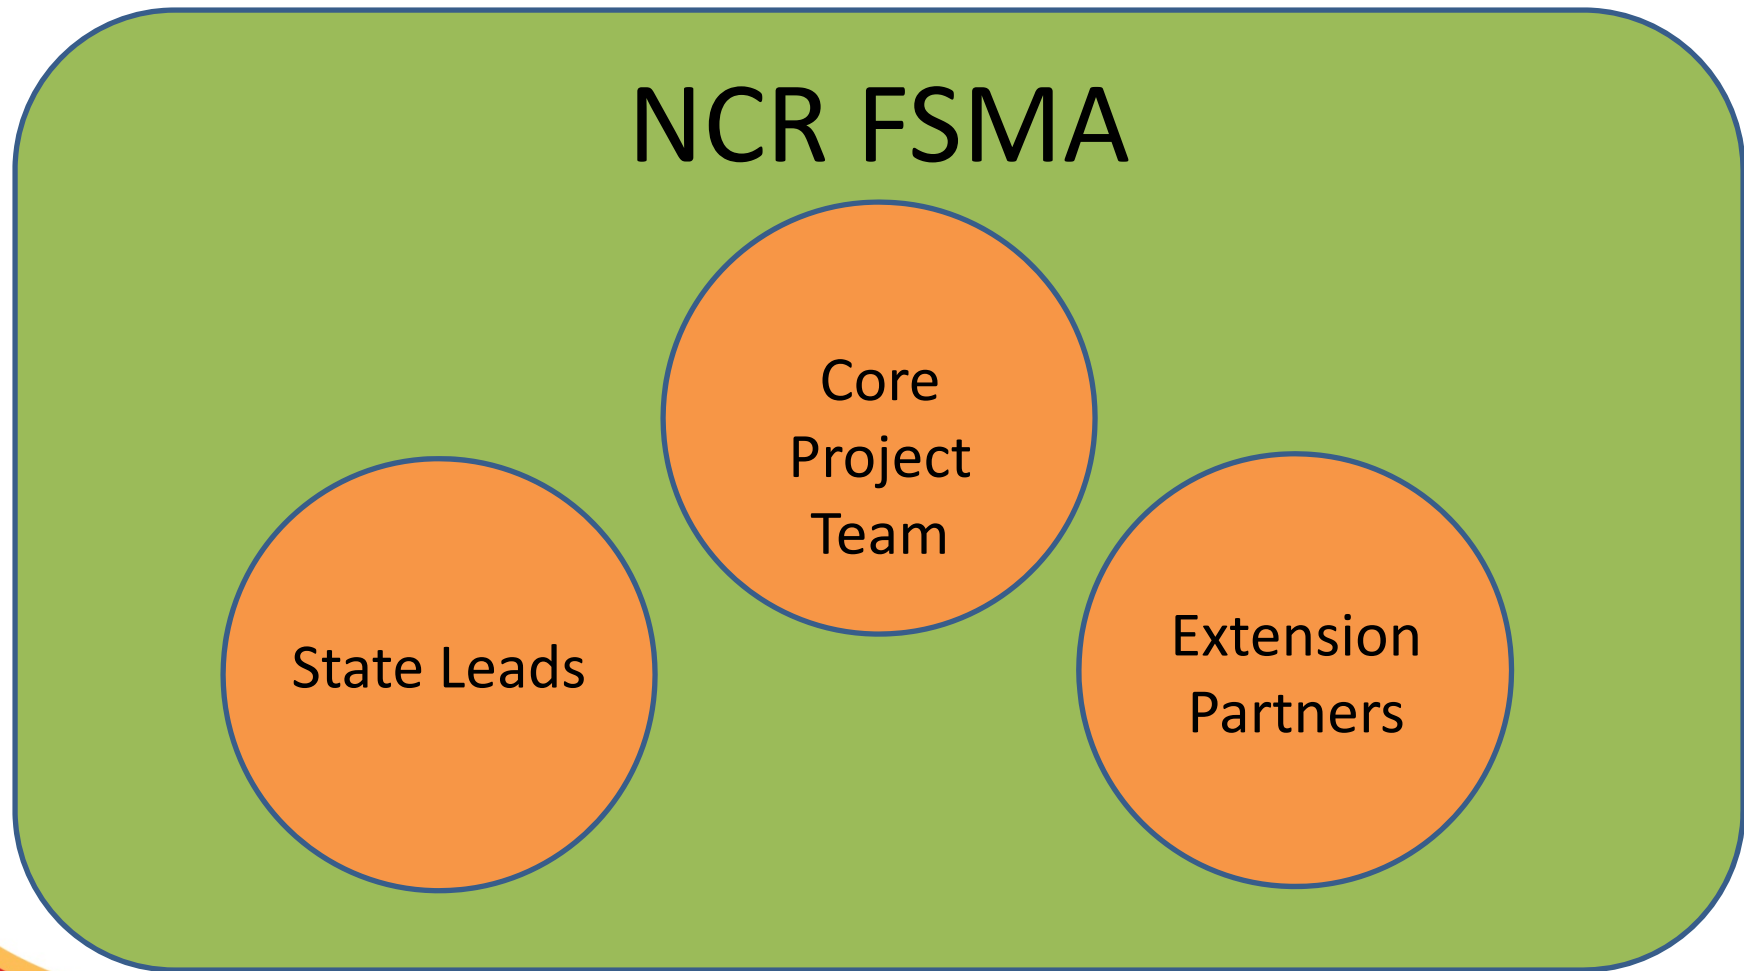 NCR FSMA
Core
Project
Team
State Leads
Extension
Partners